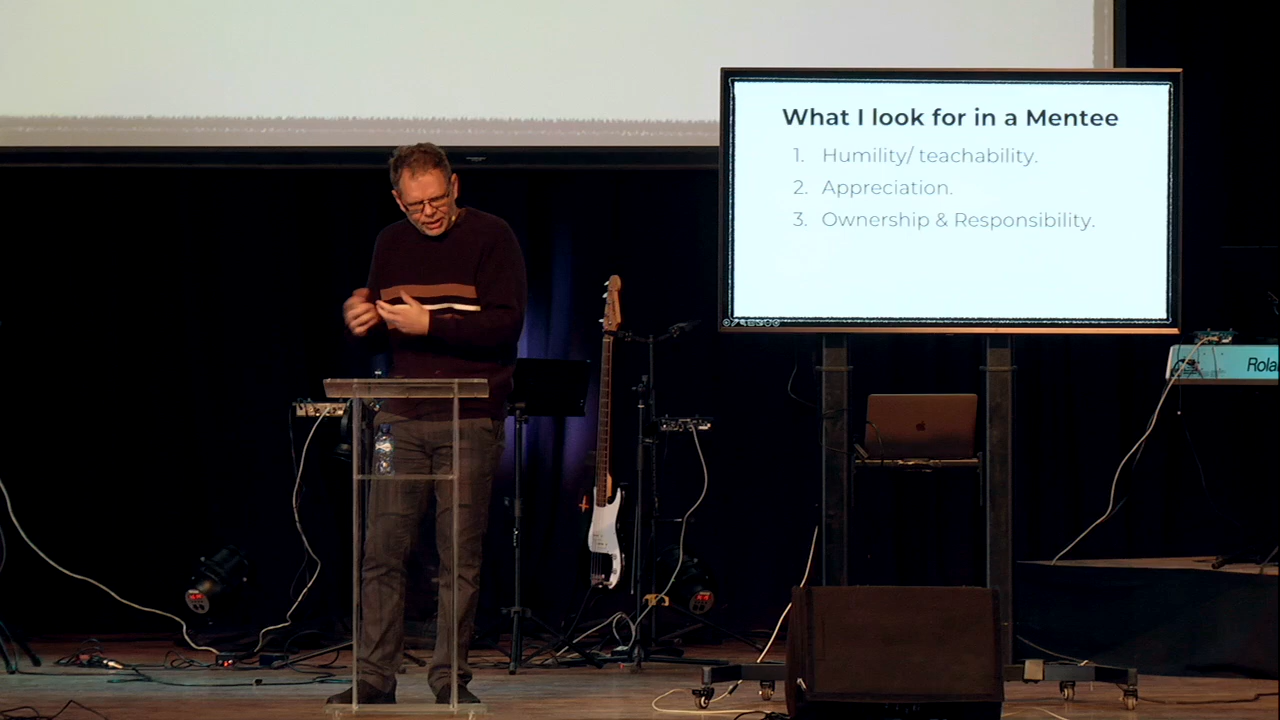 What I look for in a Mentee
1. Humility/ teachability.
2. Appreciation.
3. Ownership & Responsibility.
Rola